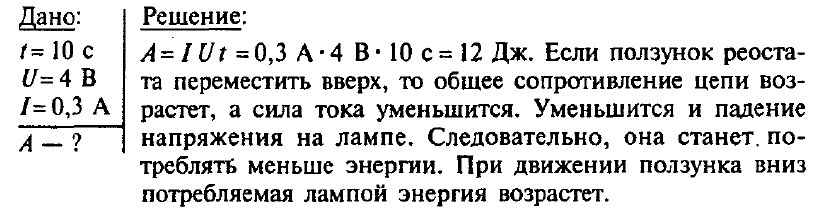 Дано:
t = 10 с
U = 4 В
I = 0,3 А
A — ?
Решение:
A = I U t = 0,3 А · 4 В · 10 с = 12 Дж. Если ползунок реоста-
та переместить вверх, то общее сопротивление цепи воз-
растет, а сила тока уменьшится. Уменьшится и падение
напряжения на лампе. Следовательно, она станет по-
треблять меньше энергии. При движении ползунка вниз
потребляемая лампой энергия возрастет.